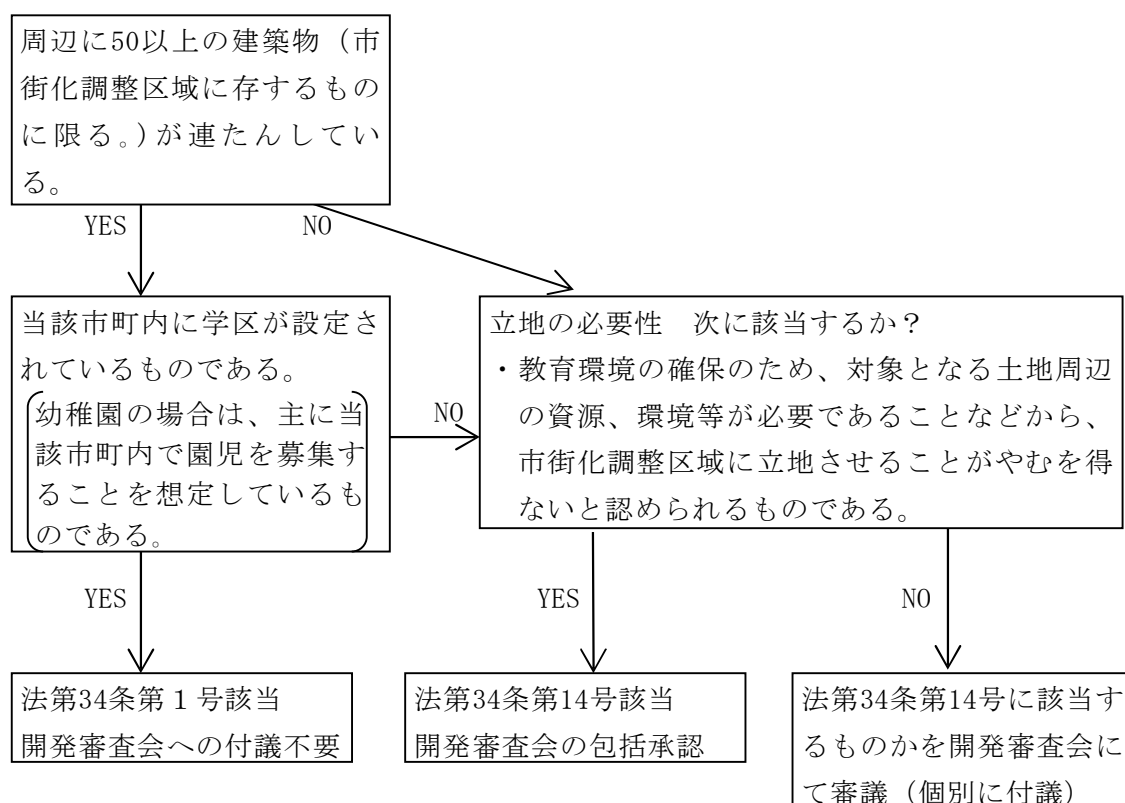 周辺に50以上の建築物（市
街化調整区域に存するもの
に限る。）が連たんしてい
る。
YES
NO
当該市町内に学区が設定さ
れているものである。
幼稚園の場合は、主に当
該市町内で園児を募集す
ることを想定しているも
のである。
NO
立地の必要性　次に該当するか？
・教育環境の確保のため、対象となる土地周辺
の資源、環境等が必要であることなどから、
市街化調整区域に立地させることがやむを得
ないと認められるものである。
YES
YES
NO
法第34条第１号該当
開発審査会への付議不要
法第34条第14号該当
開発審査会の包括承認
法第34条第14号に該当す
るものかを開発審査会に
て審議（個別に付議）